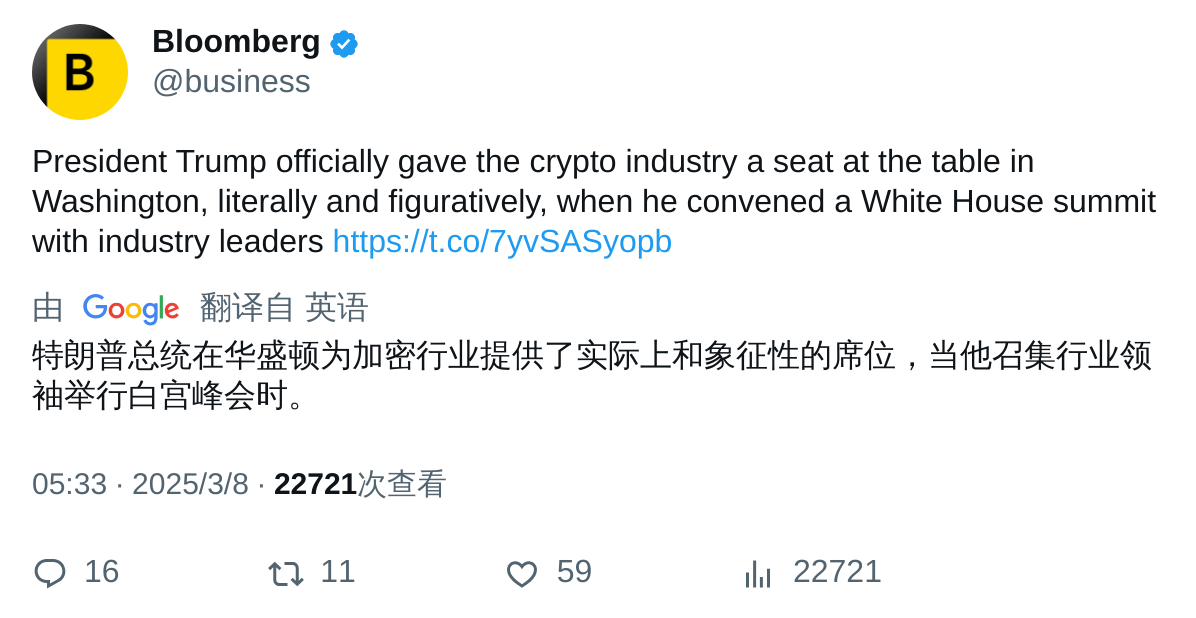 B
Bloomberg
@business
President Trump officially gave the crypto industry a seat at the table in
Washington, literally and figuratively, when he convened a White House summit
with industry leaders https://t.co/7yvSASyopb
由 Google 翻译自 英语
特朗普总统在华盛顿为加密行业提供了实际上和象征性的席位，当他召集行业领
袖举行白宫峰会时。
05:33 · 2025/3/8 · 22721次查看
16 11 59 22721